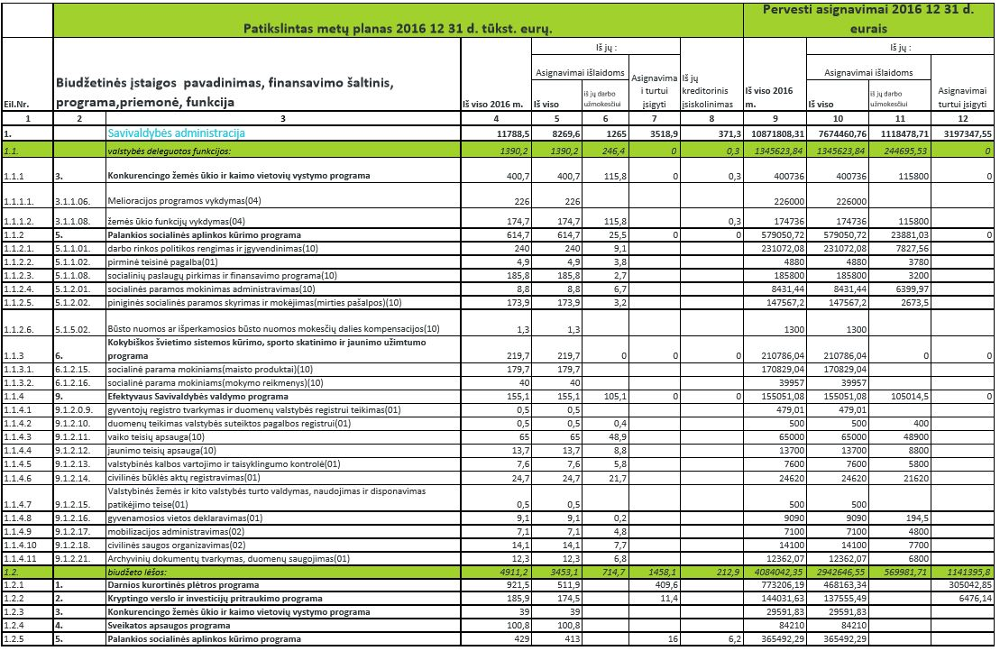 Patikslintas metų planas 2016 12 31 d. tūkst. eurų.
Pervesti asignavimai 2016 12 31 d. eurais
Eil.Nr.
Biudžetinės įstaigos pavadinimas, finansavimo šaltinis, programa,priemonė, funkcija
Iš viso 2016 m.
Iš jų :
Asignavimai išlaidoms
Iš viso
iš jų darbo užmokesčiui
Asignavimai turtui įsigyti
Iš jų kreditorinis įsiskolinimas
Iš viso 2016 m.
Iš jų :
Asignavimai išlaidoms
Iš viso
iš jų darbo užmokesčiui
Asignavimai turtui įsigyti
1 2 3 4 5 6 7 8 9 10 11 12
1. Savivaldybės administracija 11788,5 8269,6 1265 3518,9 371,3 10871808,31 7674460,76 1118478,71 3197347,55
1.1. valstybės deleguotos funkcijos: 1390,2 1390,2 246,4 0 0,3 1345623,84 1345623,84 244695,53 0
1.1.1 3. Konkurencingo žemės ūkio ir kaimo vietovių vystymo programa 400,7 400,7 115,8 0 0,3 400736 400736 115800 0
1.1.1.1. 3.1.1.06. Melioracijos programos vykdymas(04) 226 226 226000 226000
1.1.1.2. 3.1.1.08. žemės ūkio funkcijų vykdymas(04) 174,7 174,7 115,8 0,3 174736 174736 115800
1.1.2 5. Palankios socialinės aplinkos kūrimo programa 614,7 614,7 25,5 0 0 579050,72 579050,72 23881,03 0
1.1.2.1. 5.1.1.01. darbo rinkos politikos rengimas ir įgyvendinimas(10) 240 240 9,1 231072,08 231072,08 7827,56
1.1.2.2. 5.1.1.02. pirminė teisinė pagalba(01) 4,9 4,9 3,8 4880 4880 3780
1.1.2.3. 5.1.1.08. socialinių paslaugų pirkimas ir finansavimo programa(10) 185,8 185,8 2,7 185800 185800 3200
1.1.2.4. 5.1.2.01. socialinės paramos mokinimas administravimas(10) 8,8 8,8 6,7 8431,44 8431,44 6399,97
1.1.2.5. 5.1.2.02. piniginės socialinės paramos skyrimas ir mokėjimas(mirties pašalpos)(10) 173,9 173,9 3,2 147567,2 147567,2 2673,5
1.1.2.6. 5.1.5.02. Būsto nuomos ar išperkamosios būsto nuomos mokesčių dalies kompensacijos(10) 1,3 1,3 1300 1300
1.1.3 6. Kokybiškos švietimo sistemos kūrimo, sporto skatinimo ir jaunimo užimtumo programa 219,7 219,7 0 0 0 210786,04 210786,04 0 0
1.1.3.1. 6.1.2.15. socialinė parama mokiniams(maisto produktai)(10) 179,7 179,7 170829,04 170829,04
1.1.3.2. 6.1.2.16. socialinė parama mokiniams(mokymo reikmenys)(10) 40 40 39957 39957
1.1.4 9. Efektyvaus Savivaldybės valdymo programa 155,1 155,1 105,1 0 0 155051,08 155051,08 105014,5 0
1.1.4.1 9.1.2.0.9. gyventojų registro tvarkymas ir duomenų valstybės registrui teikimas(01) 0,5 0,5 479,01 479,01
1.1.4.2 9.1.2.10. duomenų teikimas valstybės suteiktos pagalbos registrui(01) 0,5 0,5 0,4 500 500 400
1.1.4.3 9.1.2.11. vaiko teisių apsauga(10) 65 65 48,9 65000 65000 48900
1.1.4.4 9.1.2.12. jaunimo teisių apsauga(10) 13,7 13,7 8,8 13700 13700 8800
1.1.4.5 9.1.2.13. valstybinės kalbos vartojimo ir taisyklingumo kontrolė(01) 7,6 7,6 5,8 7600 7600 5800
1.1.4.6 9.1.2.14. civilinės būklės aktų registravimas(01) 24,7 24,7 21,7 24620 24620 21620
1.1.4.7 9.1.2.15. Valstybinės žemės ir kito valstybės turto valdymas, naudojimas ir disponavimas patikėjimo teise(01) 0,5 0,5 500 500
1.1.4.8 9.1.2.16. gyvenamosios vietos deklaravimas(01) 9,1 9,1 0,2 9090 9090 194,5
1.1.4.9 9.1.2.17. mobilizacijos administravimas(02) 7,1 7,1 4,8 7100 7100 4800
1.1.4.10 9.1.2.18. civilinės saugos organizavimas(02) 14,1 14,1 7,7 14100 14100 7700
1.1.4.11 9.1.2.21. Archyvinių dokumentų tvarkymas, duomenų saugojimas(01) 12,3 12,3 6,8 12362,07 12362,07 6800
1.2. biudžeto lėšos: 4911,2 3453,1 714,7 1458,1 212,9 4084042,35 2942646,55 569981,71 1141395,8
1.2.1 1. Darnios kurortinės plėtros programa 921,5 511,9 409,6 773206,19 468163,34 305042,85
1.2.2 2. Kryptingo verslo ir investicijų pritraukimo programa 185,9 174,5 11,4 144031,63 137555,49 6476,14
1.2.3 3. Konkurencingo žemės ūkio ir kaimo vietovių vystymo programa 39 39 29591,83 29591,83
1.2.4 4. Sveikatos apsaugos programa 100,8 100,8 84210 84210
1.2.5 5. Palankios socialinės aplinkos kūrimo programa 429 413 16 6,2 365492,29 365492,29